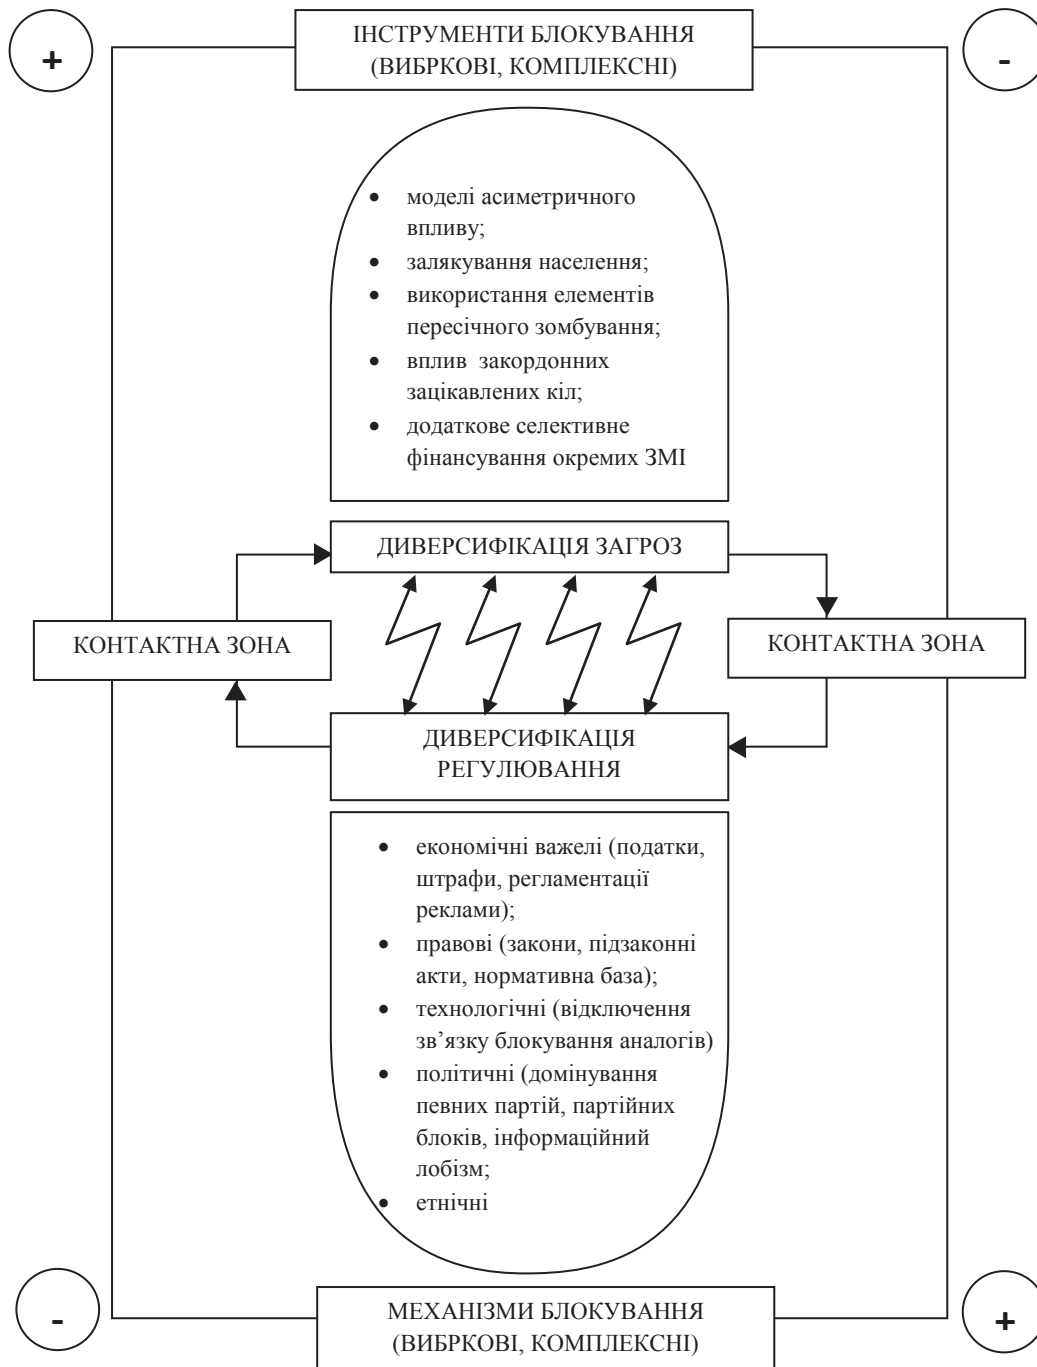 +
ІНСТРУМЕНТИ БЛОКУВАННЯ
(ВИБРКОВІ, КОМПЛЕКСНІ)
-
• моделі асиметричного
впливу;
• залякування населення;
• використання елементів
пересічного зомбування;
• вплив закордонних
зацікавлених кіл;
• додаткове селективне
фінансування окремих ЗМІ
ДИВЕРСИФІКАЦІЯ ЗАГРОЗ
КОНТАКТНА ЗОНА
КОНТАКТНА ЗОНА
ДИВЕРСИФІКАЦІЯ
РЕГУЛЮВАННЯ
• економічні важелі (податки,
штрафи, регламентації
реклами);
• правові (закони, підзаконні
акти, нормативна база);
• технологічні (відключення
зв’язку блокування аналогів)
• політичні (домінування
певних партій, партійних
блоків, інформаційний
лобізм;
• етнічні
-
МЕХАНІЗМИ БЛОКУВАННЯ
(ВИБРКОВІ, КОМПЛЕКСНІ)
+